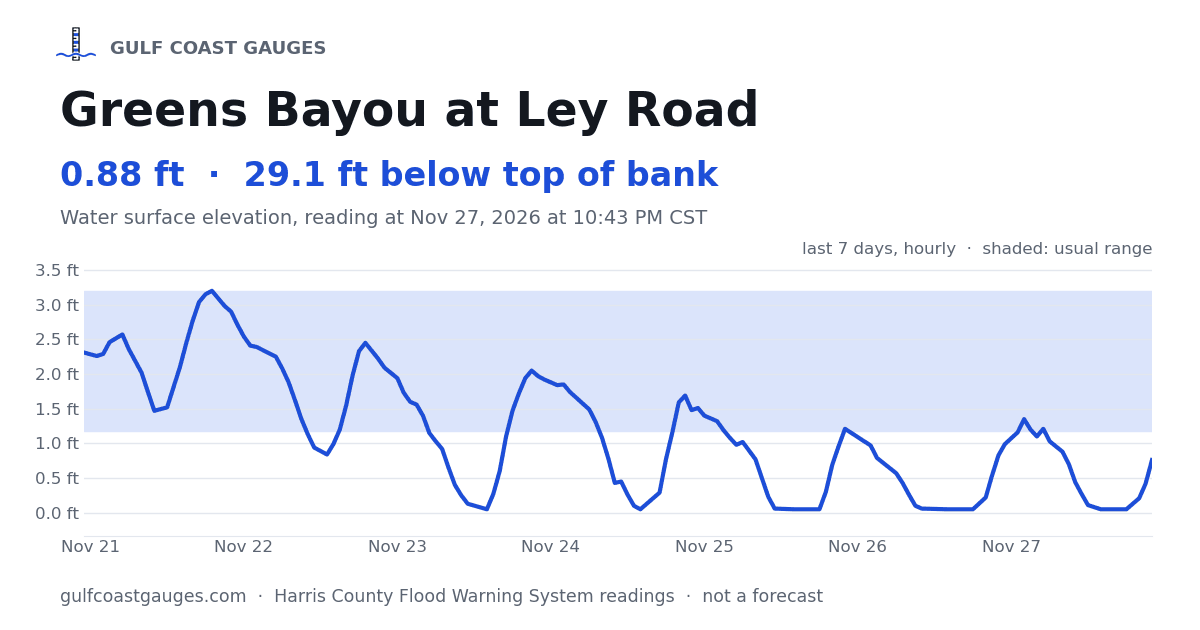 GULF COAST GAUGES
Greens Bayou at Ley Road
0.88 ft · 29.1 ft below top of bank
Water surface elevation, reading at Nov 27, 2026 at 10:43 PM CST
last 7 days, hourly · shaded: usual range
3.5 ft
3.0 ft
2.5 ft
2.0 ft
1.5 ft
1.0 ft
0.5 ft
0.0 ft
Nov 21 Nov 22 Nov 23 Nov 24 Nov 25 Nov 26 Nov 27
gulfcoastgauges.com · Harris County Flood Warning System readings · not a forecast